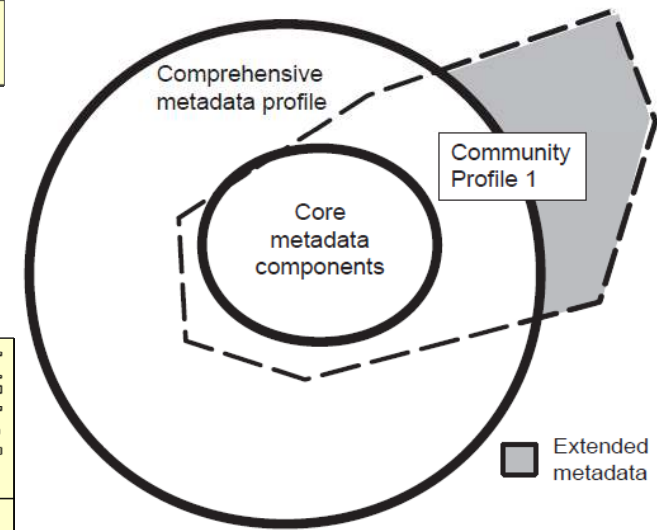 Comprehensive
metadata profile
Community
Profile 1
Core
metadata
components
Extended
metadata